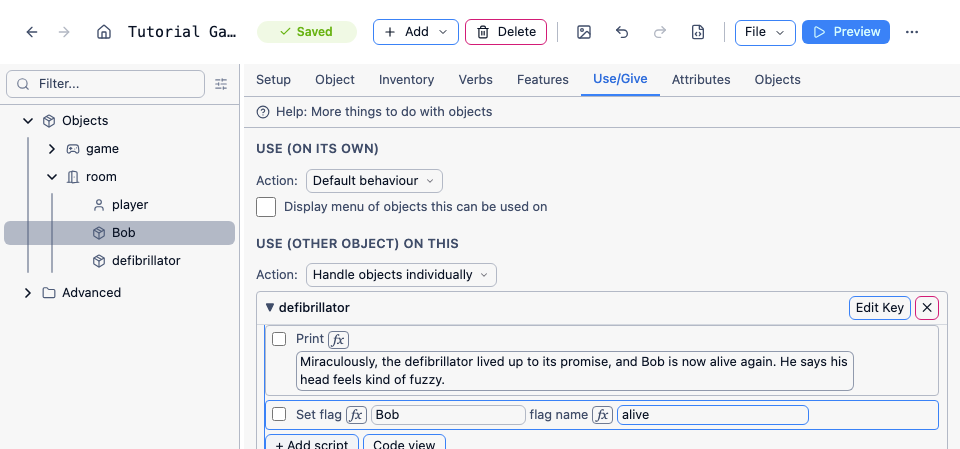 Tutorial Ga… Saved Add Delete File Preview
Filter... Setup Object Inventory Verbs Features Use/Give Attributes Objects
Help: More things to do with objects
Objects
game
room
player
Bob
defibrillator
Advanced
USE (ON ITS OWN)
Action: Default behaviour
Display menu of objects this can be used on
USE (OTHER OBJECT) ON THIS
Action: Handle objects individually
defibrillator Edit Key
Print fx
Miraculously, the defibrillator lived up to its promise, and Bob is now alive again. He says his
head feels kind of fuzzy.
Set flag fx Bob flag name fx alive
+ Add script Code view